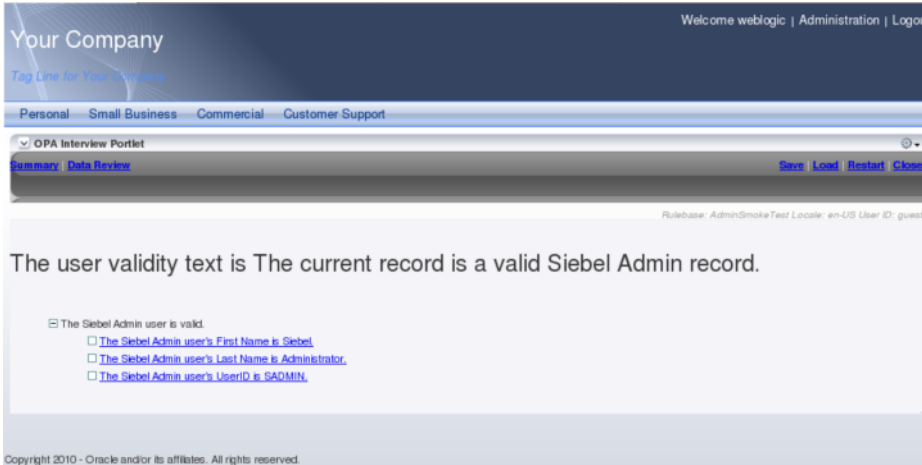 Welcome weblogic | Administration | Logou
Your Company
Tag Line for Your Company
Personal Small Business Commercial Customer Support
OPA Interview Portlet
Summary | Data Review Save | Load | Restart | Close
Rulebase: AdminSmokeTest Locale: en-US User ID: guest
The user validity text is The current record is a valid Siebel Admin record.
The Siebel Admin user is valid.
The Siebel Admin user's First Name is Siebel.
The Siebel Admin user's Last Name is Administrator.
The Siebel Admin user's UserID is SADMIN.
Copyright 2010 - Oracle and/or its affiliates. All rights reserved.